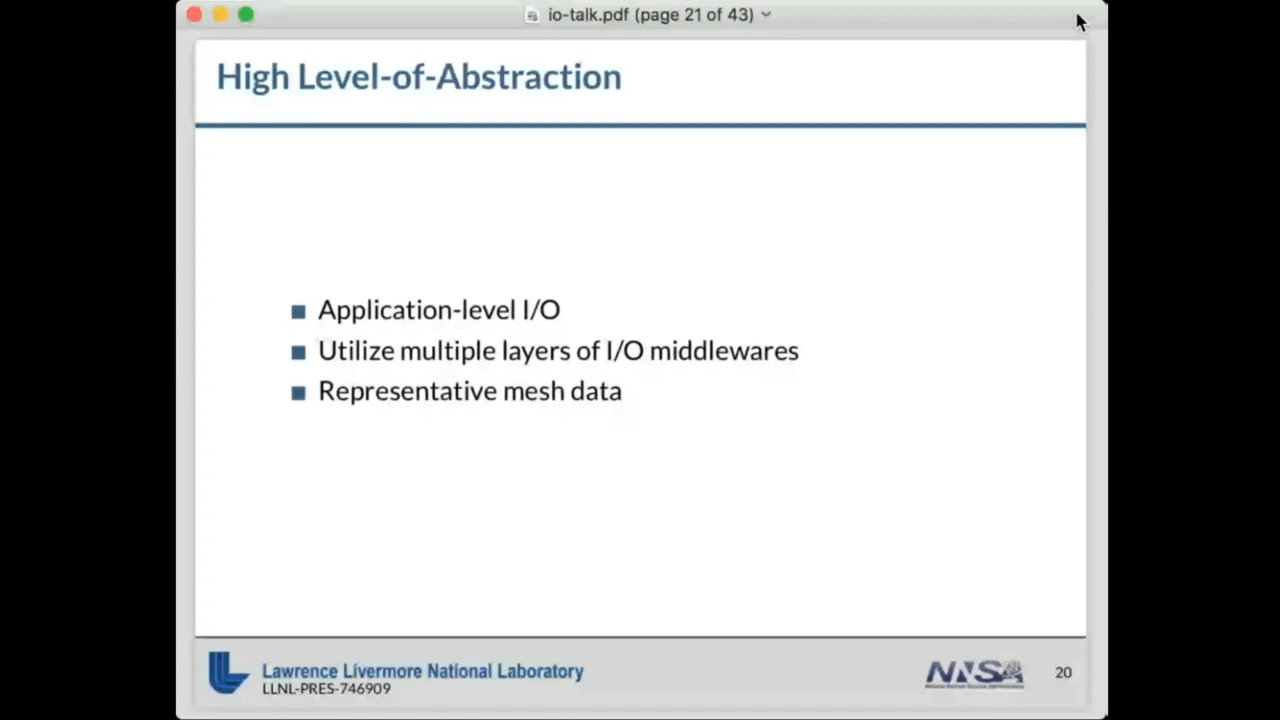 io-talk.pdf (page 21 of 43)
High Level-of-Abstraction
Application-level I/O
Utilize multiple layers of I/O middlewares
Representative mesh data
Lawrence Livermore National Laboratory
LLNL-PRES-746909
NNSA
20